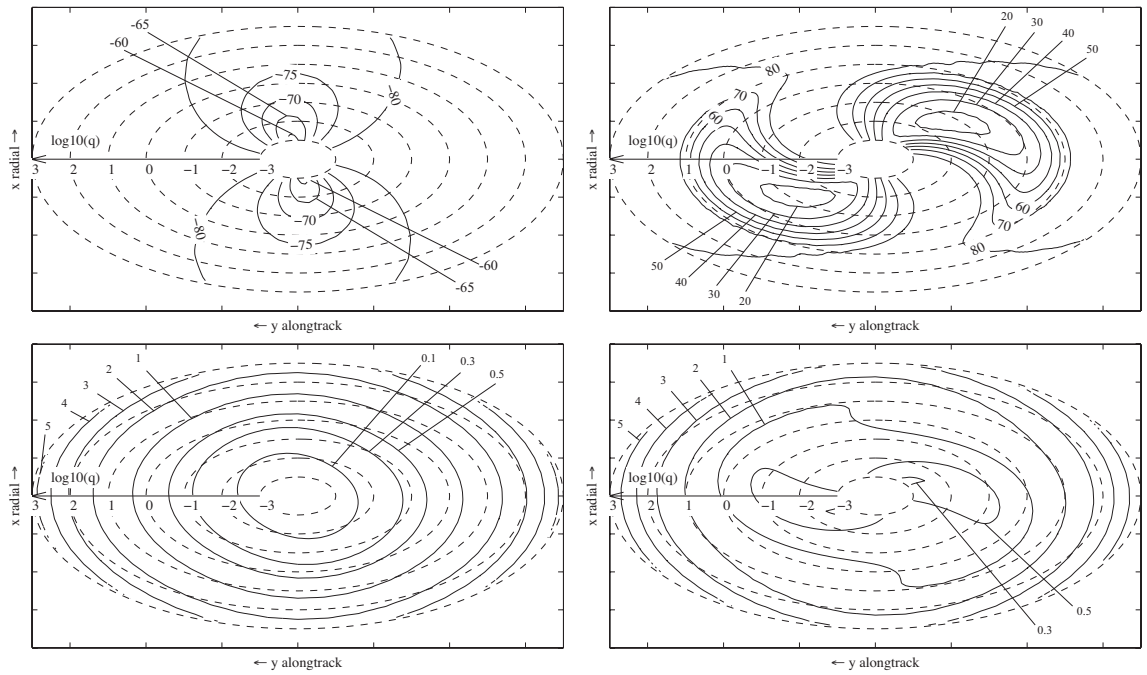 -65
-60
-75
-70
-80
log10(q)
x radial →
3 2 1 0 −1 −2 −3
-80
-70
-75
-60
-65
← y alongtrack
20
30
40
50
80
80
70
60
log10(q)
x radial →
3 2 1 0 −1 −2 −3
60
70
80
50
40
30
20
← y alongtrack
1
2
3
4
5
0.1
0.3
0.5
log10(q)
x radial →
3 2 1 0 −1 −3
← y alongtrack
1
2
3
4
5
log10(q)
x radial →
3 2 1 0 −1 −2 −3
0.5
0.3
← y alongtrack